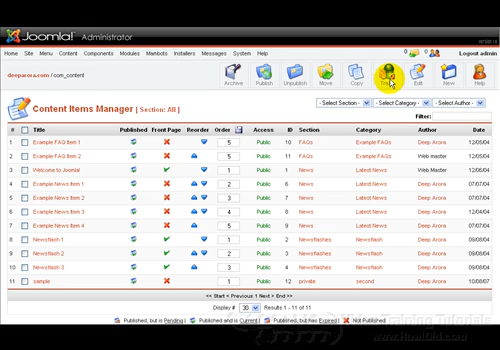 Joomla! Administrator
Version 1.0
Home Site Menu Content Components Modules Mambots Installers Messages System Help 0 2 Logout admin
deeparora.com / com_content
Archive Publish Unpublish Move Copy Trash Edit New Help
Content Items Manager [ Section: All ]
- Select Section - - Select Category - - Select Author -
Filter:
# Title Published Front Page Reorder Order Access ID Section Category Author Date
1 Example FAQ Item 1 5 Public 10 FAQs Example FAQs Deep Arora 12/05/04
2 Example FAQ Item 2 5 Public 11 FAQs Example FAQs Web master 12/05/04
3 Welcome to Joomla! 1 Public 1 News Latest News Web master 12/06/04
4 Example News Item 1 2 Public 6 News Latest News Deep Arora 07/07/04
5 Example News Item 2 3 Public 7 News Latest News Deep Arora 07/07/04
6 Example News Item 3 4 Public 8 News Latest News Deep Arora 07/07/04
7 Example News Item 4 5 Public 9 News Latest News Deep Arora 07/07/04
8 Newsflash 1 1 Public 2 Newsflashes Newsflash Deep Arora 09/08/04
9 Newsflash 2 2 Public 3 Newsflashes Newsflash Deep Arora 09/08/04
10 Newsflash 3 3 Public 4 Newsflashes Newsflash Deep Arora 09/08/04
11 sample 1 Public 12 private second Deep Arora 10/08/07
<< Start < Previous 1 Next > End >>
Display # 30 Results 1 - 11 of 11
Published, but is Pending | Published and is Current | Published, but has Expired | Not Published
Training Tutorials